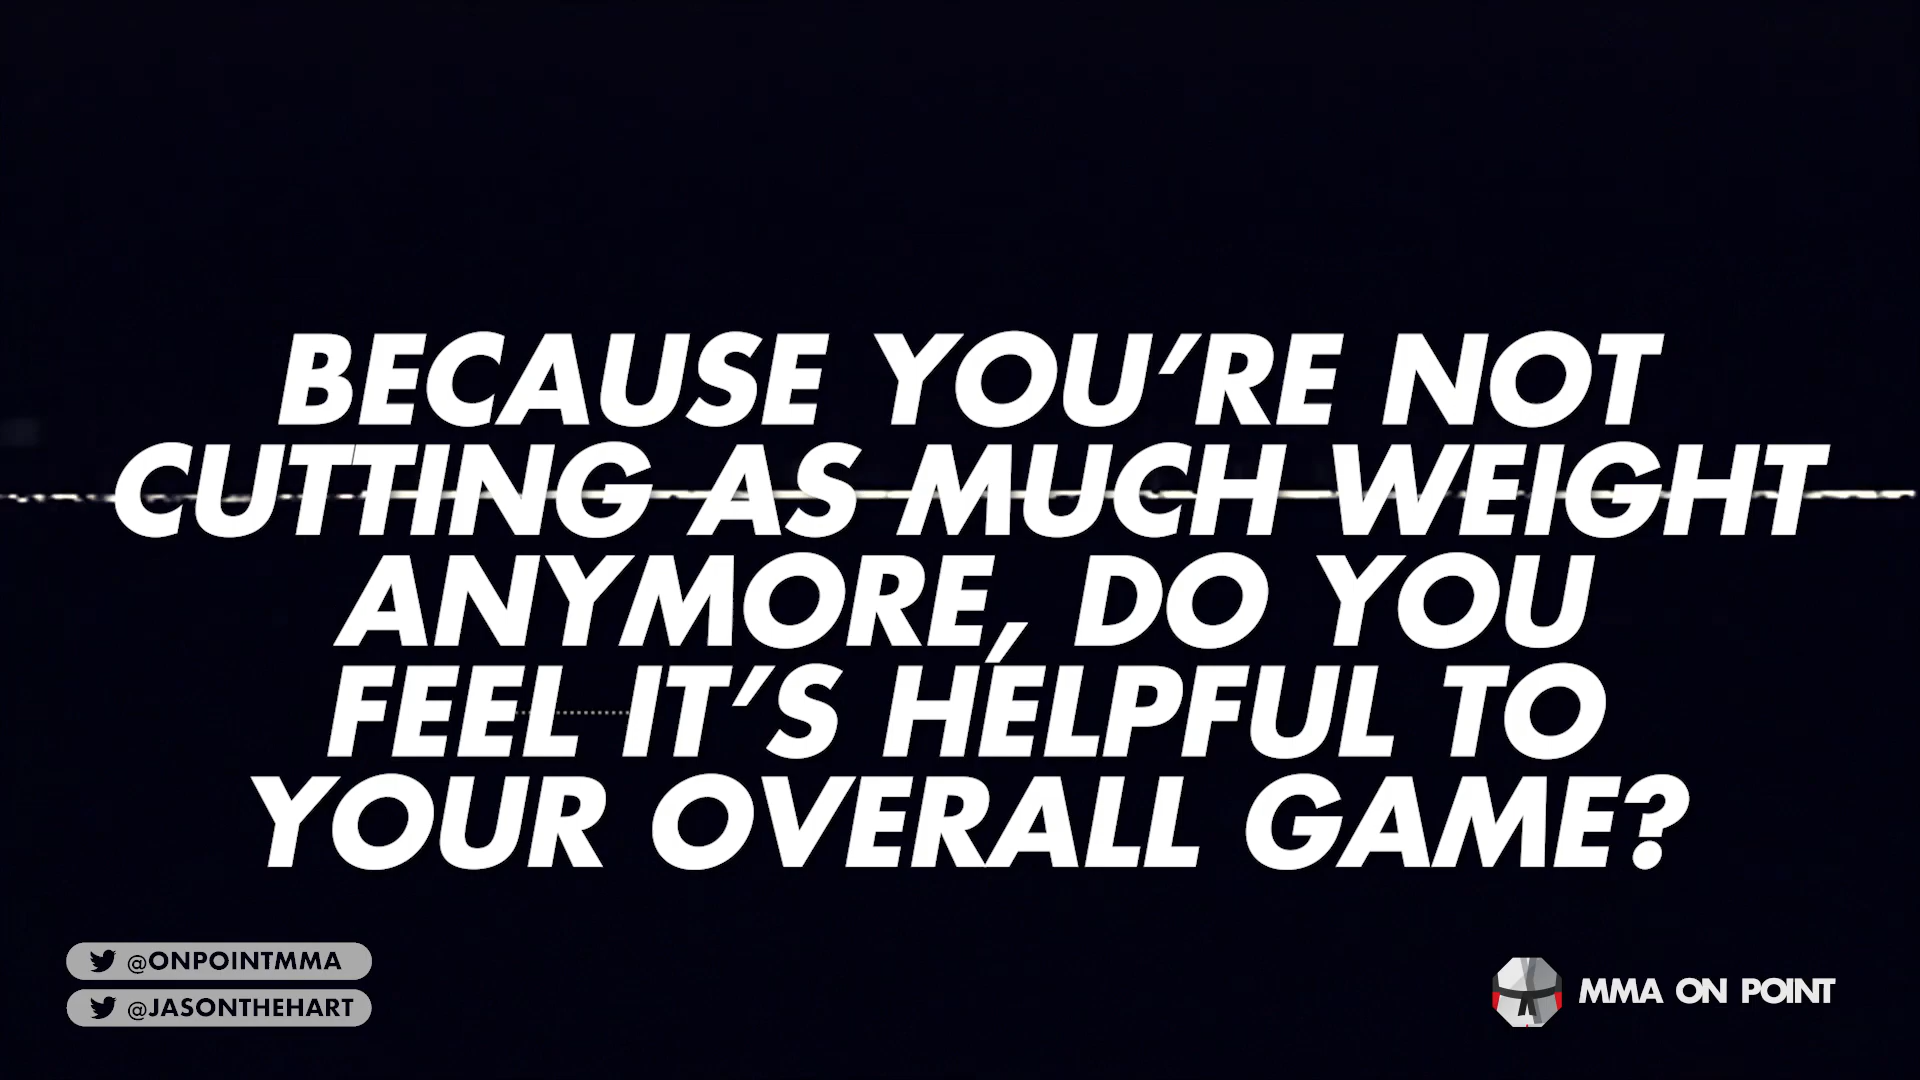 BECAUSE YOU’RE NOT
CUTTING AS MUCH WEIGHT
ANYMORE, DO YOU
FEEL IT’S HELPFUL TO
YOUR OVERALL GAME?
@ONPOINTMMA
@JASONTHEHART
MMA ON POINT